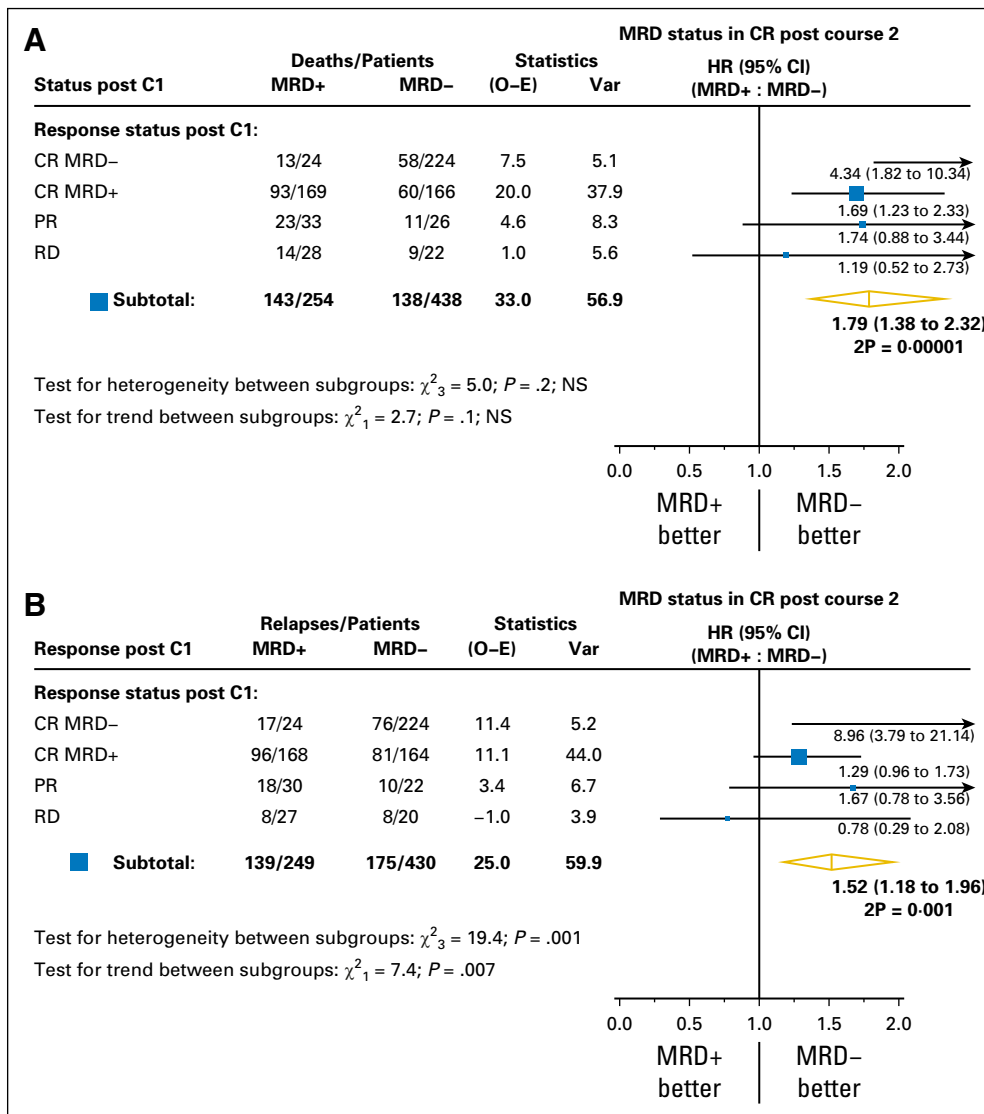 A
MRD status in CR post course 2
Deaths/Patients Statistics HR (95% CI)
Status post C1 MRD+ MRD– (O–E) Var (MRD+ : MRD–)
Response status post C1:
CR MRD– 13/24 58/224 7.5 5.1 4.34 (1.82 to 10.34)
CR MRD+ 93/169 60/166 20.0 37.9 1.69 (1.23 to 2.33)
PR 23/33 11/26 4.6 8.3 1.74 (0.88 to 3.44)
RD 14/28 9/22 1.0 5.6 1.19 (0.52 to 2.73)
Subtotal: 143/254 138/438 33.0 56.9 1.79 (1.38 to 2.32)
2P = 0·00001
Test for heterogeneity between subgroups: χ²₃ = 5.0; P = .2; NS
Test for trend between subgroups: χ²₁ = 2.7; P = .1; NS
0.0 0.5 1.0 1.5 2.0
MRD+ MRD–
better better
B
MRD status in CR post course 2
Relapses/Patients Statistics HR (95% CI)
Response post C1 MRD+ MRD– (O–E) Var (MRD+ : MRD–)
Response status post C1:
CR MRD– 17/24 76/224 11.4 5.2 8.96 (3.79 to 21.14)
CR MRD+ 96/168 81/164 11.1 44.0 1.29 (0.96 to 1.73)
PR 18/30 10/22 3.4 6.7 1.67 (0.78 to 3.56)
RD 8/27 8/20 –1.0 3.9 0.78 (0.29 to 2.08)
Subtotal: 139/249 175/430 25.0 59.9 1.52 (1.18 to 1.96)
2P = 0·001
Test for heterogeneity between subgroups: χ²₃ = 19.4; P = .001
Test for trend between subgroups: χ²₁ = 7.4; P = .007
0.0 0.5 1.0 1.5 2.0
MRD+ MRD–
better better